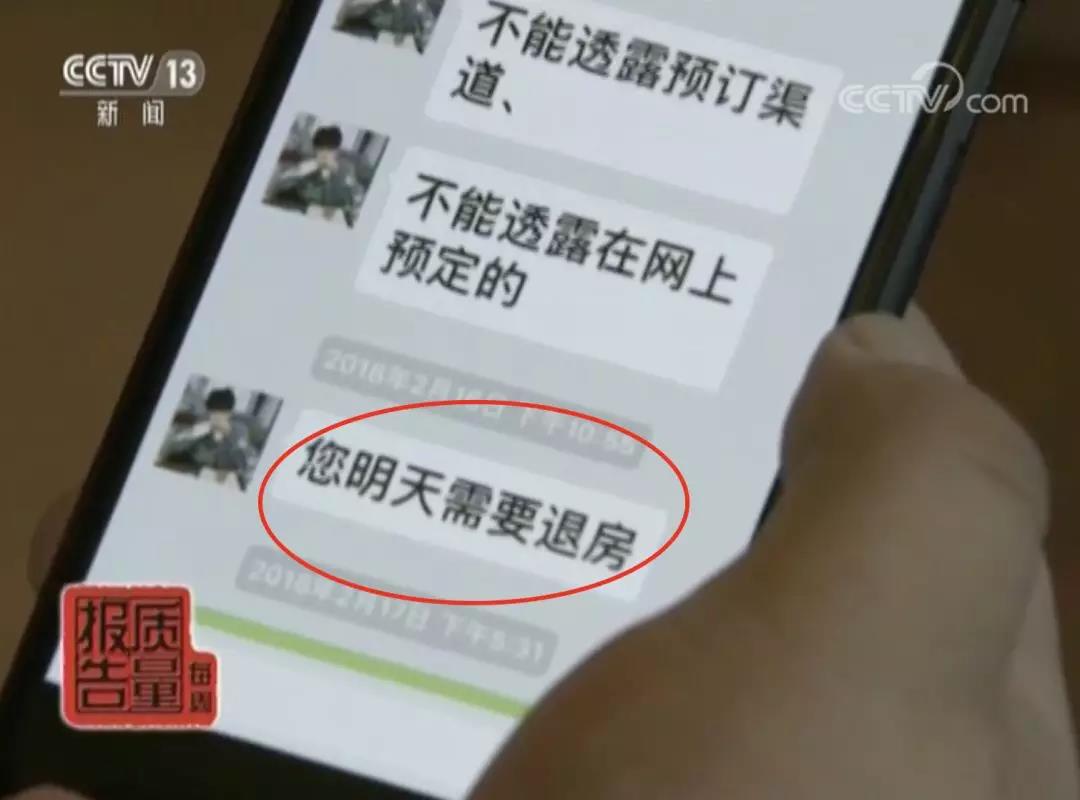 CCTV 13
新闻
CCTV.com
不能透露预订渠
道、
不能透露在网上
预定的
2018年2月16日 下午10:55
您明天需要退房
2018年2月17日 下午5:31
质量
报告
每周